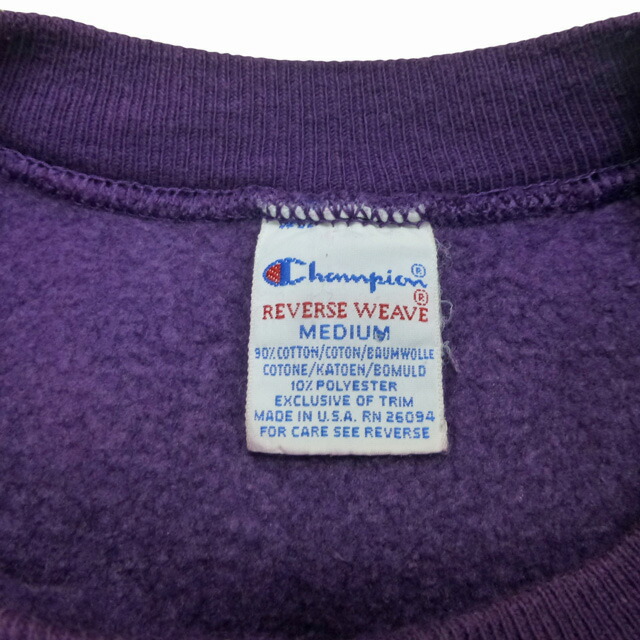 Champion®
REVERSE WEAVE®
MEDIUM
90% COTTON/COTON/BAUMWOLLE
COTONE/KATOEN/BOMULD
10% POLYESTER
EXCLUSIVE OF TRIM
MADE IN U.S.A. RN 26094
FOR CARE SEE REVERSE